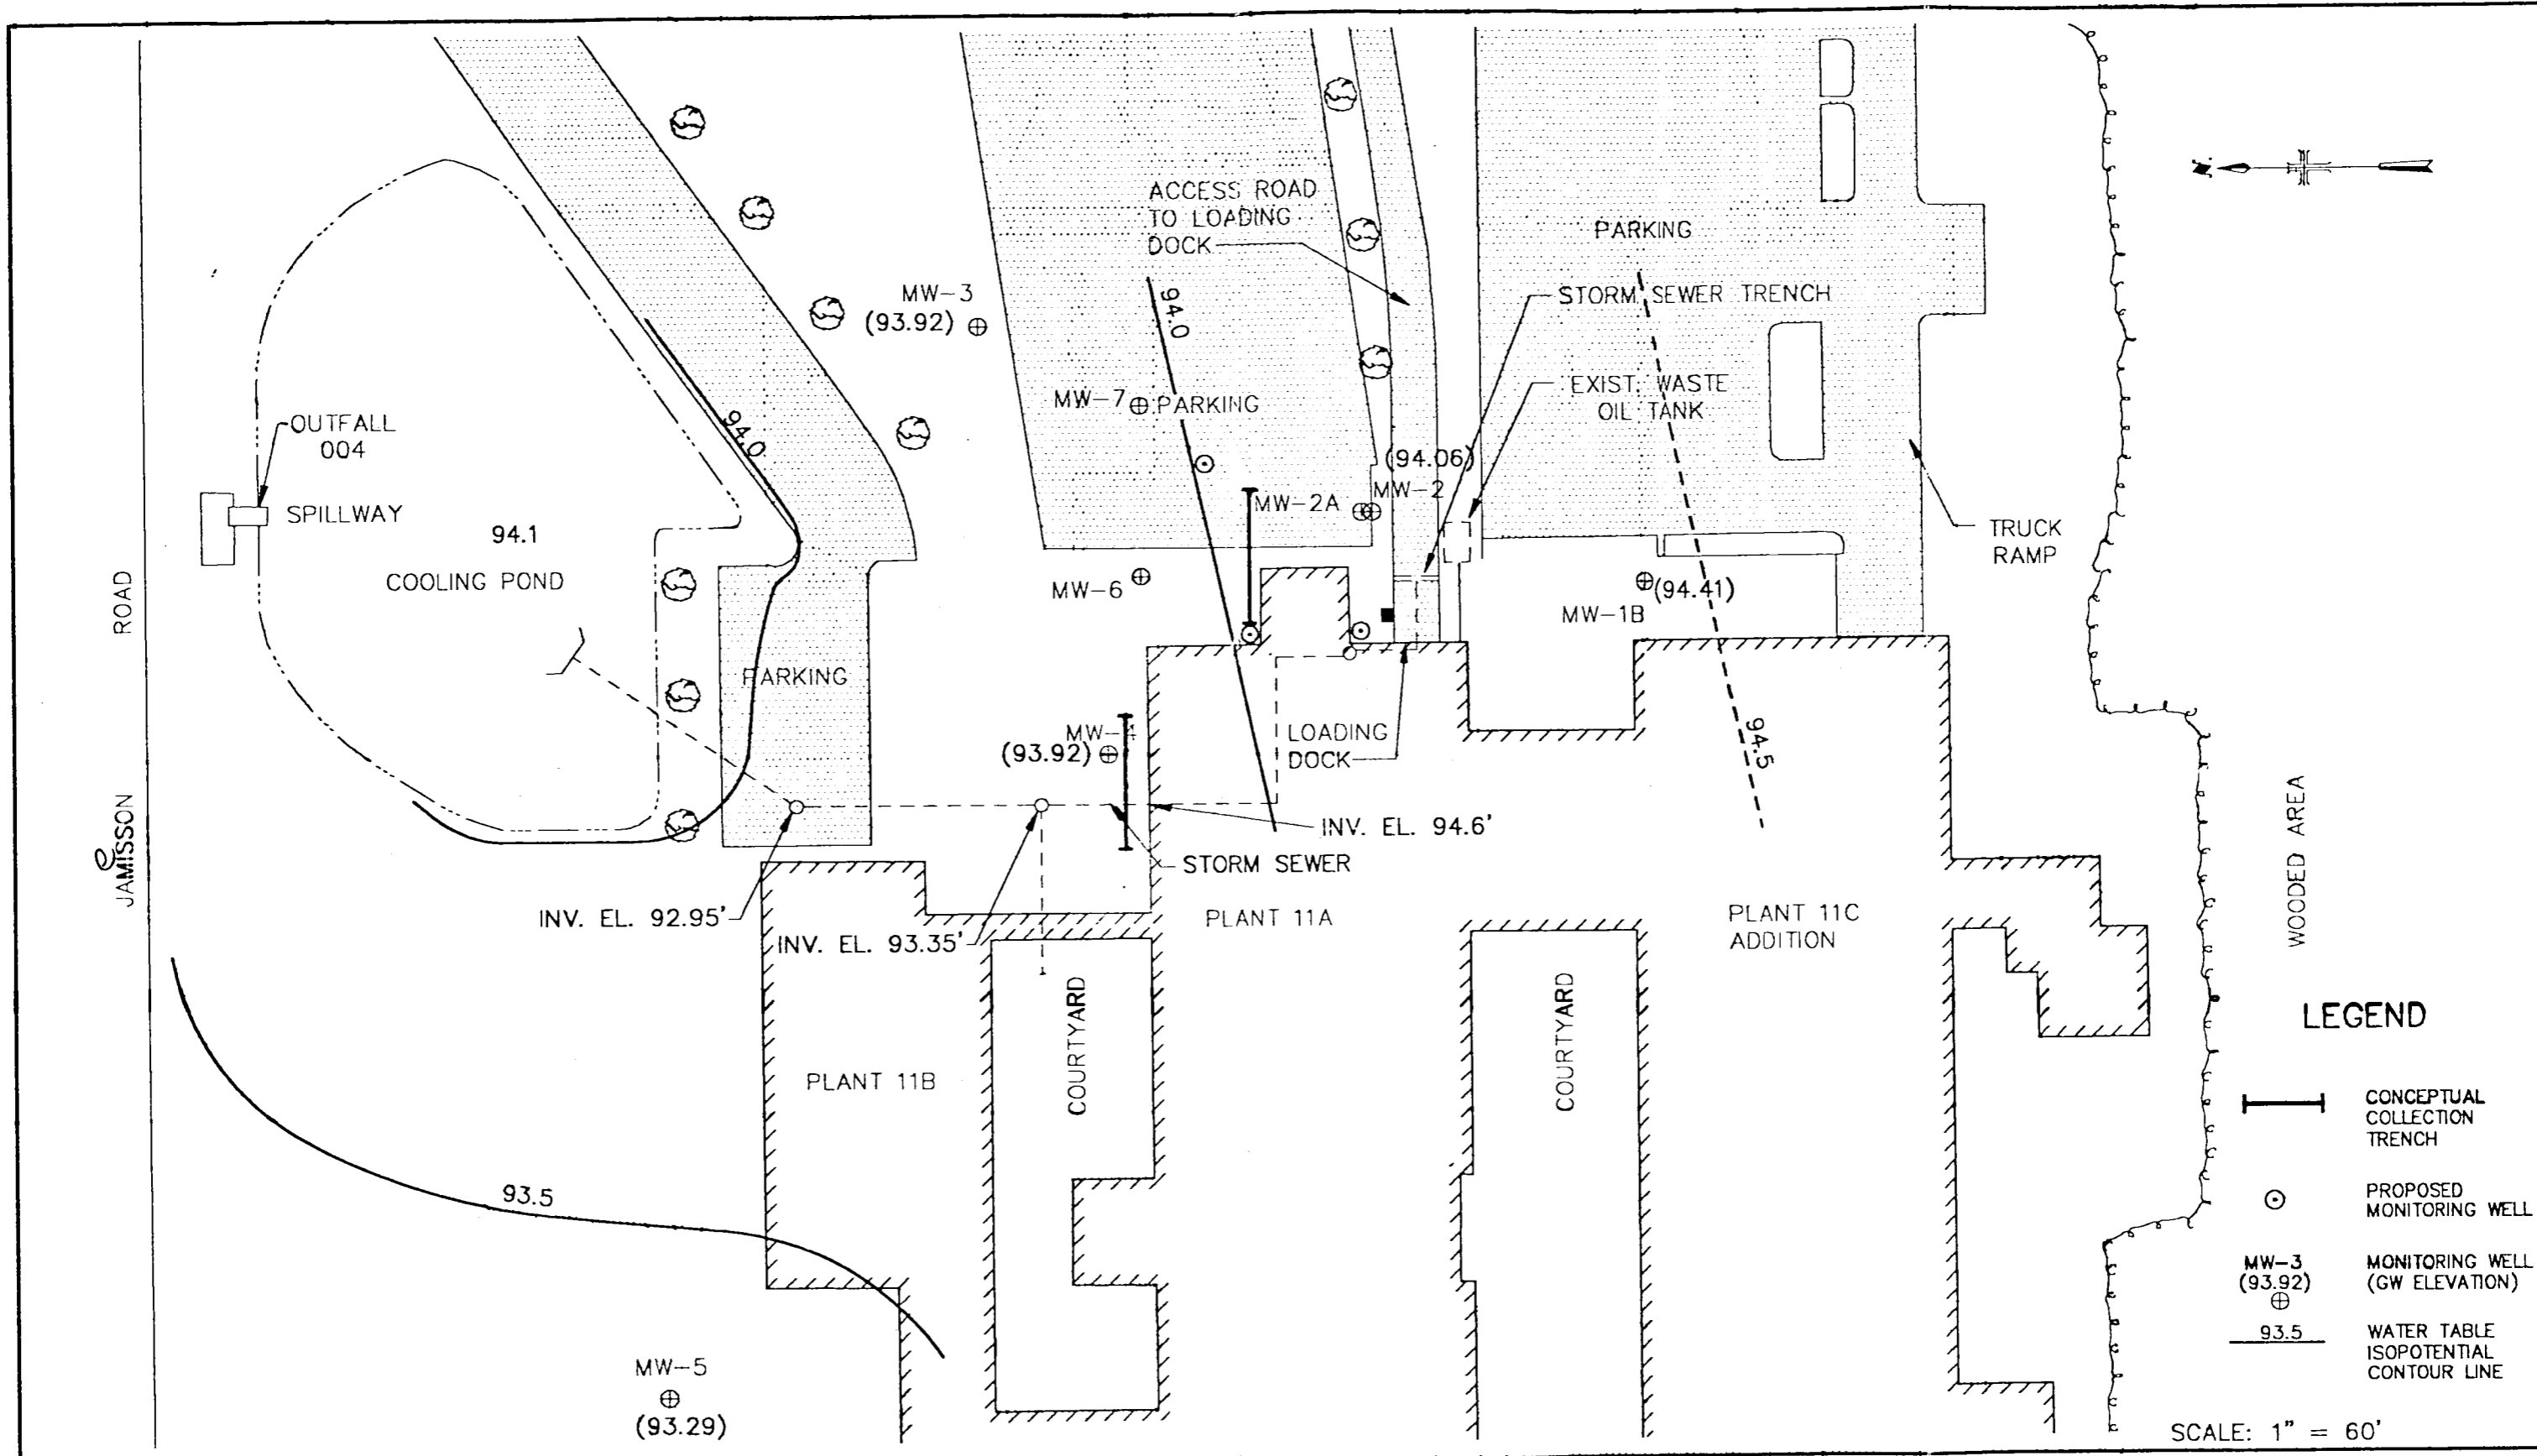 ACCESS ROAD
TO LOADING
DOCK
PARKING
MW-3
(93.92)
94.0
STORM SEWER TRENCH
MW-7
PARKING
EXIST. WASTE
OIL TANK
94.0
OUTFALL
004
SPILLWAY
(94.06)
MW-2A
MW-2
94.1
COOLING POND
TRUCK
RAMP
MW-6
(94.41)
MW-1B
PARKING
MW-4
(93.92)
LOADING
DOCK
94.5
INV. EL. 94.6'
STORM SEWER
INV. EL. 92.95'
INV. EL. 93.35'
PLANT 11A
PLANT 11C
ADDITION
JAMISSON ROAD
e
WOODED AREA
COURTYARD
COURTYARD
PLANT 11B
93.5
MW-5
(93.29)
LEGEND
CONCEPTUAL
COLLECTION
TRENCH
PROPOSED
MONITORING WELL
MW-3
(93.92)
MONITORING WELL
(GW ELEVATION)
93.5
WATER TABLE
ISOPOTENTIAL
CONTOUR LINE
SCALE: 1" = 60'